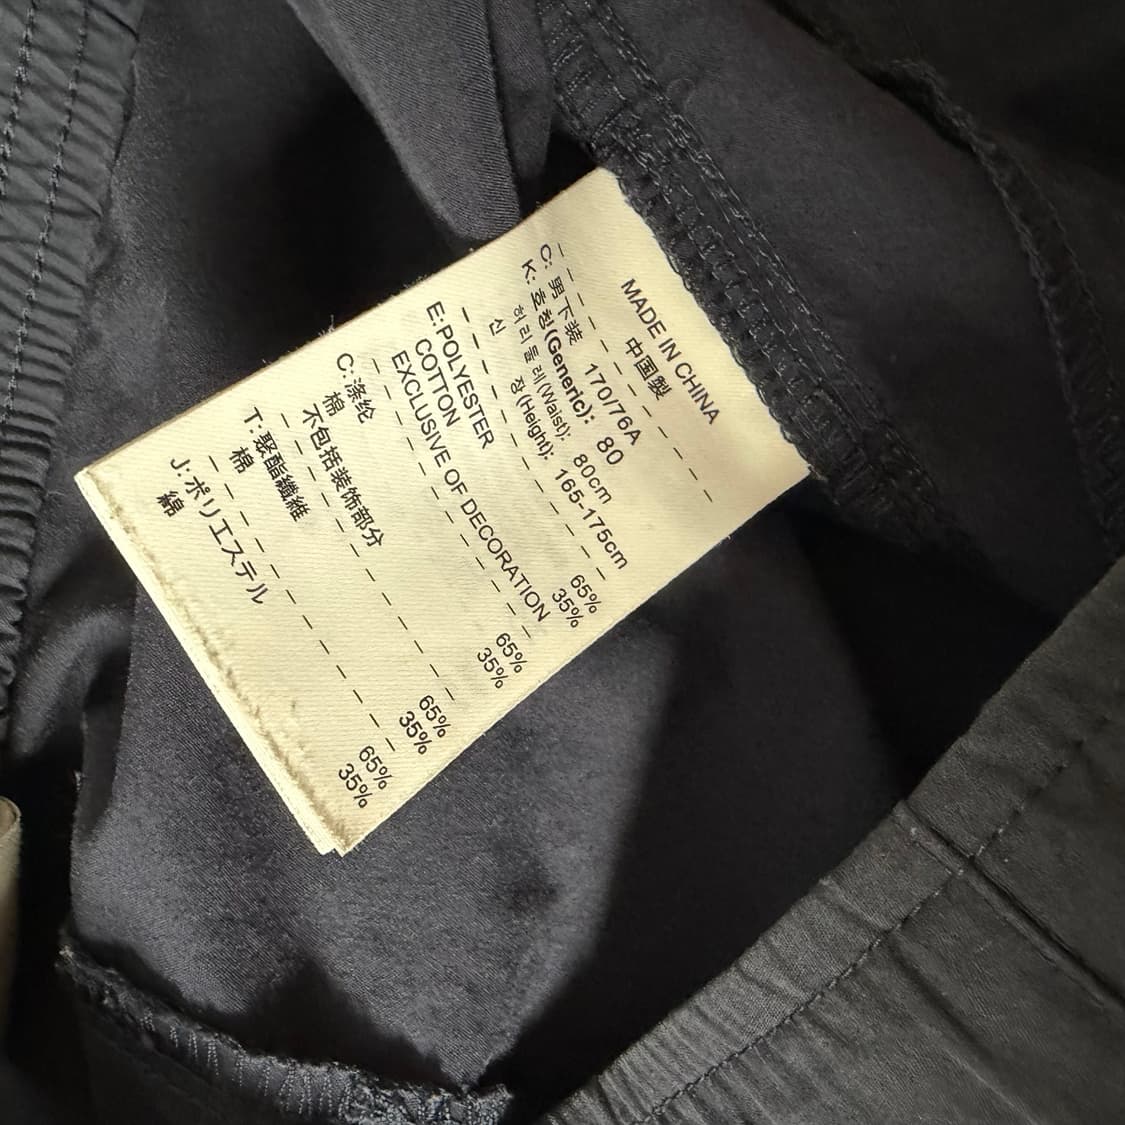 MADE IN CHINA
中国製
C: 男下装 170/76A
K: 호칭(Generic): 80
허리둘레(Waist): 80cm
신 장(Height): 165-175cm
E: POLYESTER 65%
COTTON 35%
EXCLUSIVE OF DECORATION
C: 涤纶 65%
棉 35%
不包括装饰部分
T: 聚酯纖維 65%
棉 35%
J: ポリエステル 65%
綿 35%